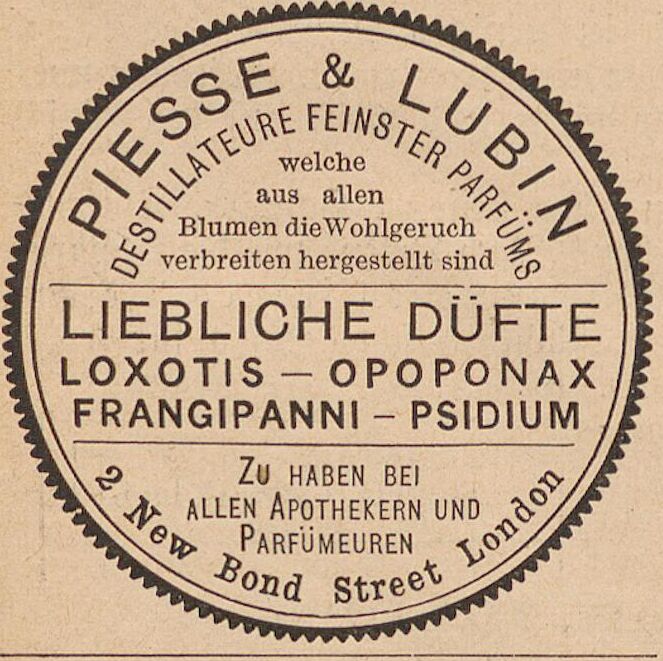 PIESSE & LUBIN
DESTILLATEURE FEINSTER PARFÜMS
welche
aus allen
Blumen die Wohlgeruch
verbreiten hergestellt sind
LIEBLICHE DÜFTE
LOXOTIS — OPOPONAX
FRANGIPANNI – PSIDIUM
ZU HABEN BEI
ALLEN APOTHEKERN UND
PARFÜMEUREN
2 New Bond Street London